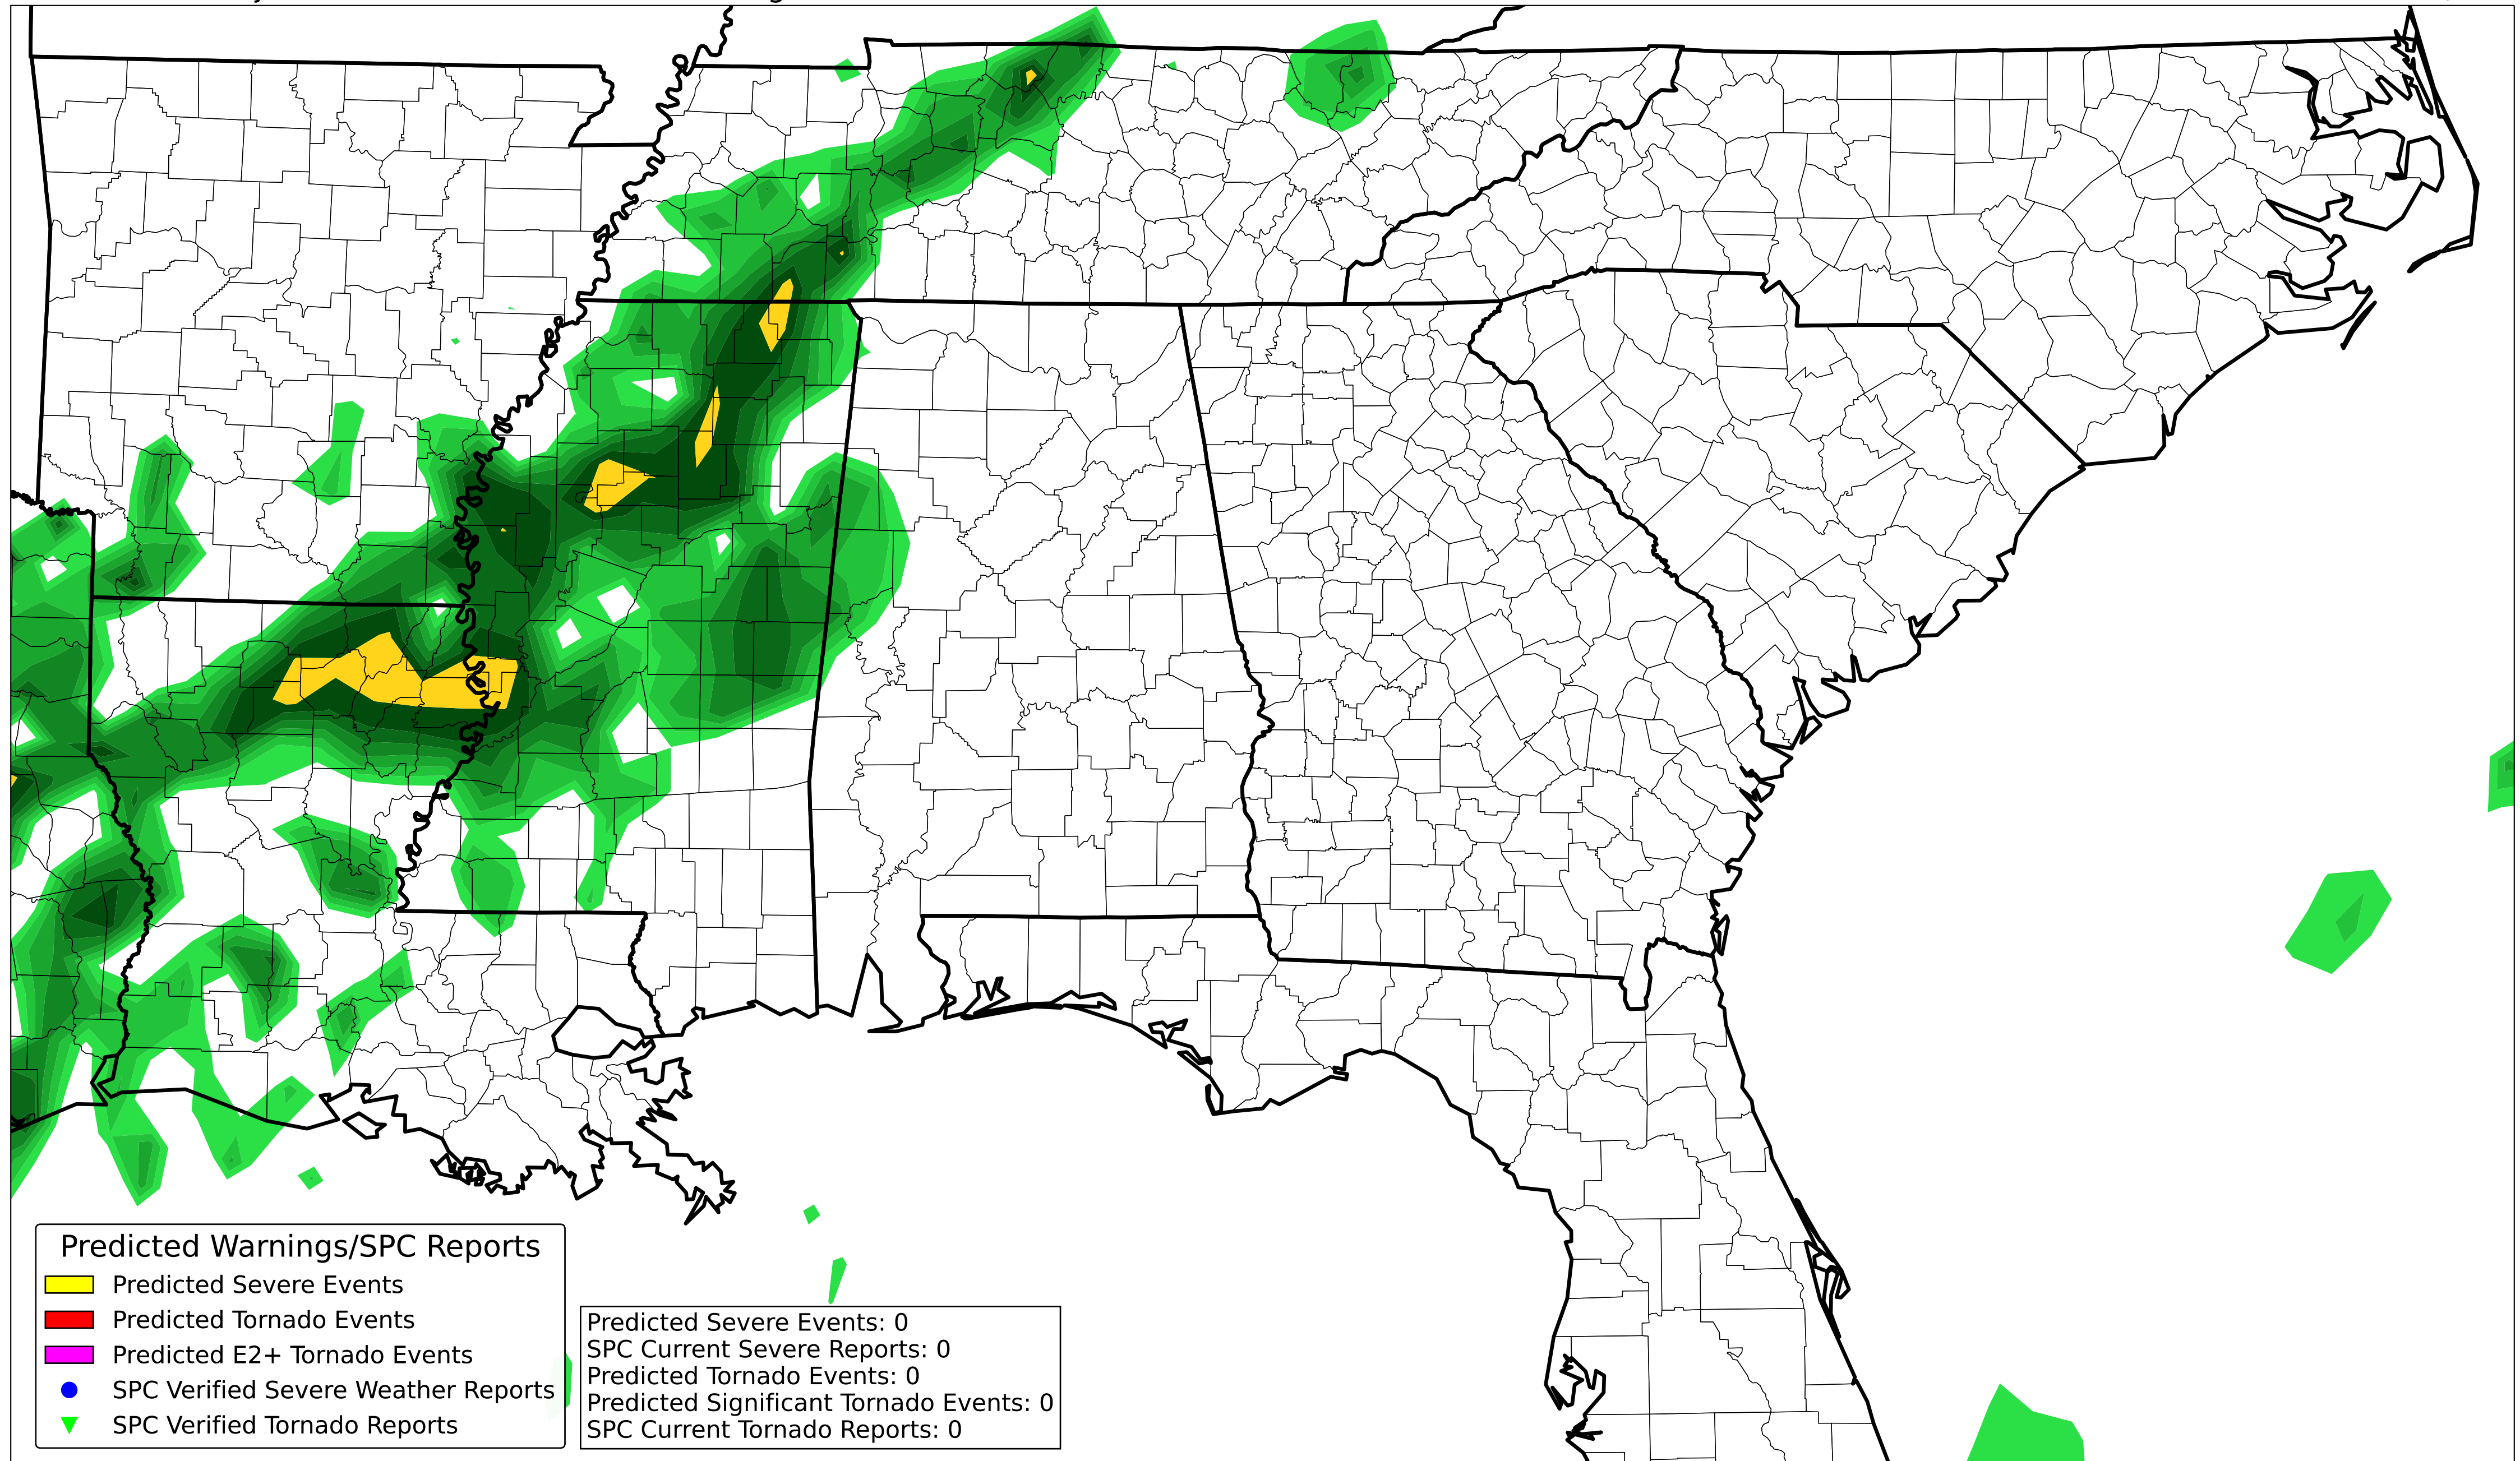 Predicted Warnings/SPC Reports
Predicted Severe Events
Predicted Tornado Events
Predicted E2+ Tornado Events
SPC Verified Severe Weather Reports
SPC Verified Tornado Reports
Predicted Severe Events: 0
SPC Current Severe Reports: 0
Predicted Tornado Events: 0
Predicted Significant Tornado Events: 0
SPC Current Tornado Reports: 0